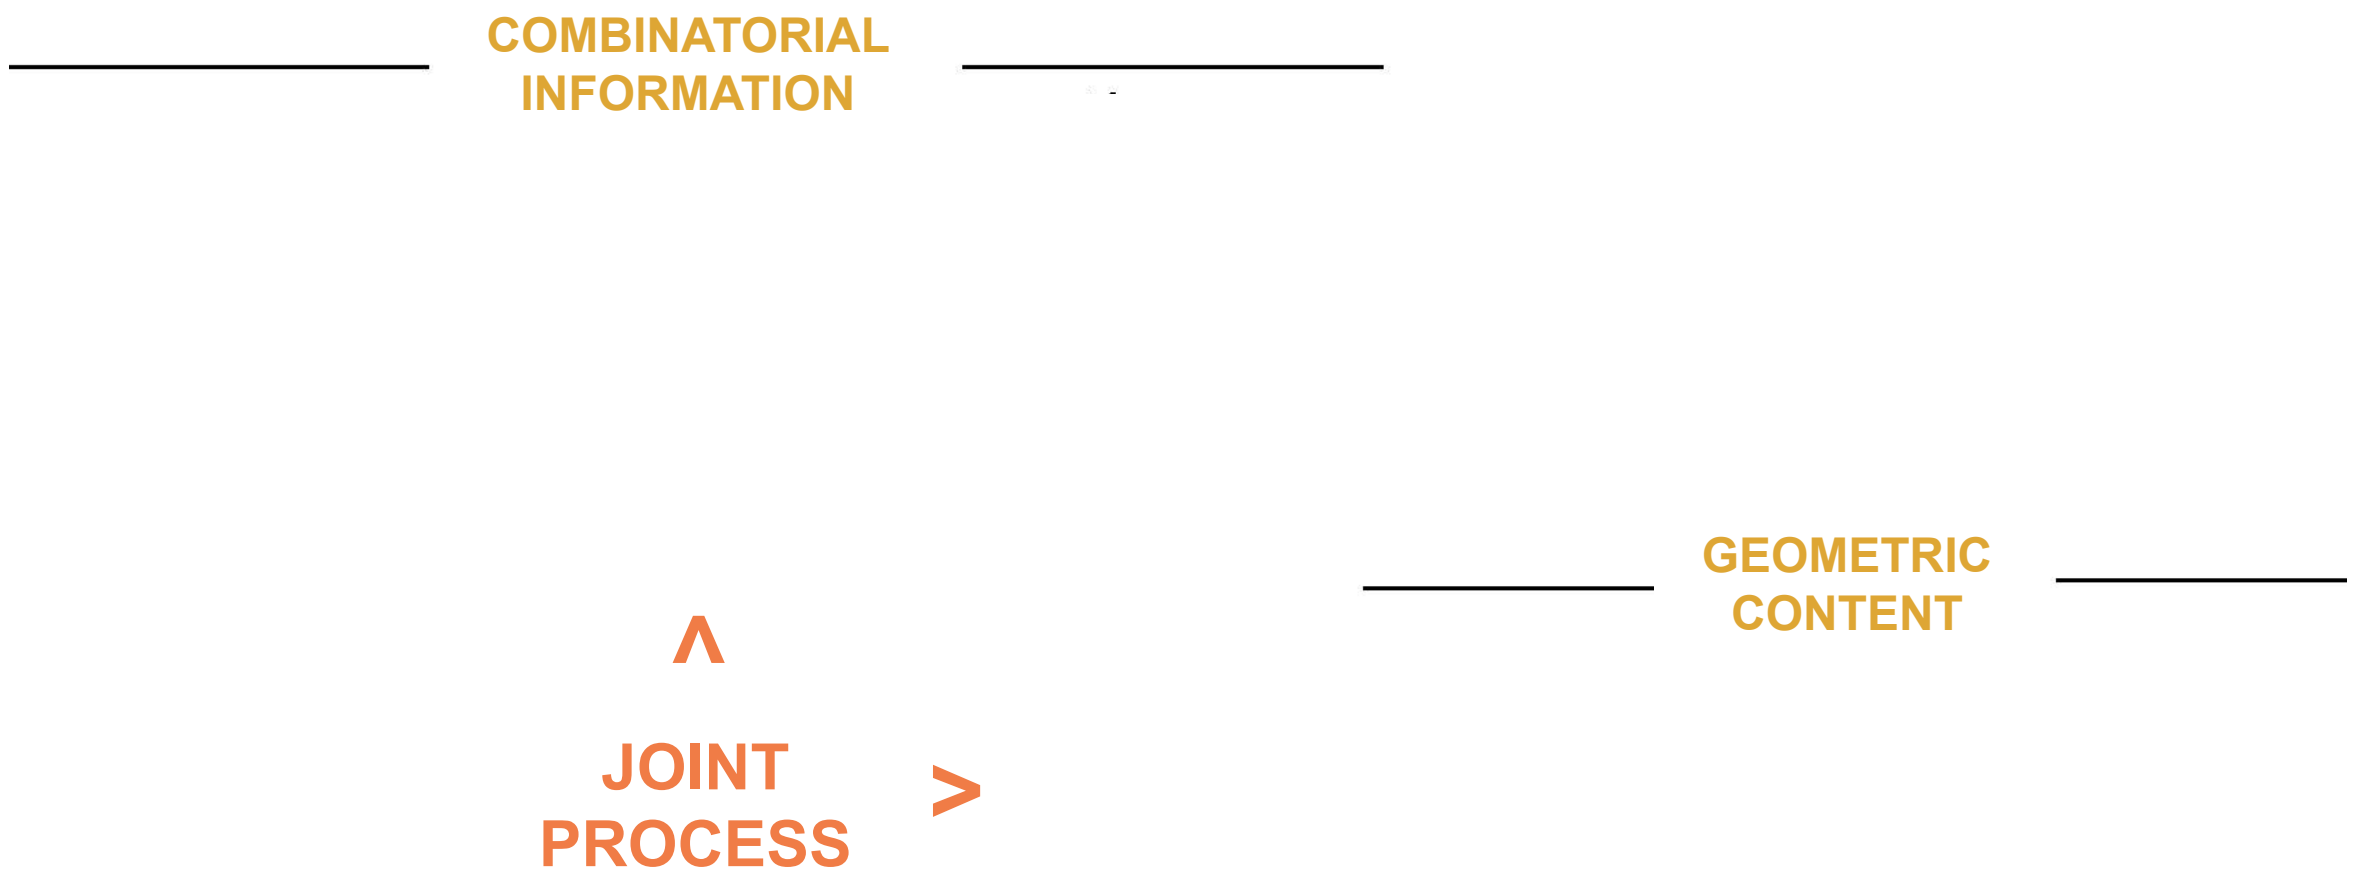 COMBINATORIAL
INFORMATION
GEOMETRIC
CONTENT
^
JOINT
PROCESS
>